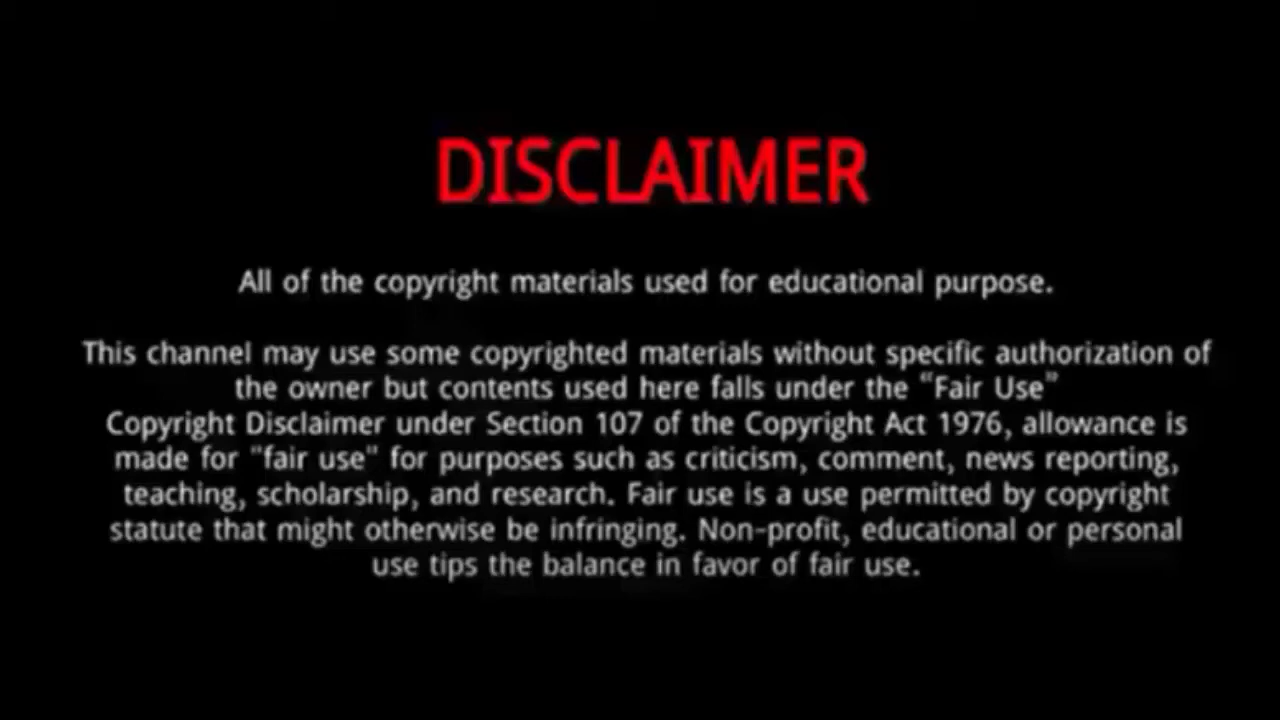 DISCLAIMER
All of the copyright materials used for educational purpose.
This channel may use some copyrighted materials without specific authorization of
the owner but contents used here falls under the “Fair Use”
Copyright Disclaimer under Section 107 of the Copyright Act 1976, allowance is
made for "fair use" for purposes such as criticism, comment, news reporting,
teaching, scholarship, and research. Fair use is a use permitted by copyright
statute that might otherwise be infringing. Non-profit, educational or personal
use tips the balance in favor of fair use.